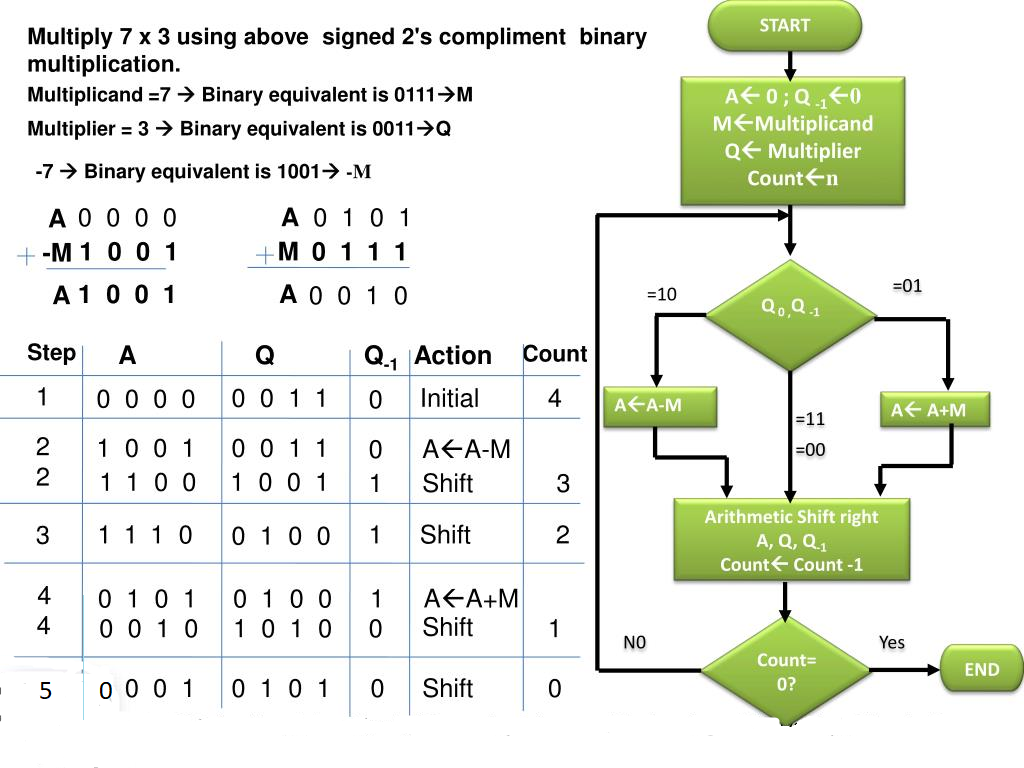 Multiply 7 x 3 using above signed 2's compliment binary
multiplication.
Multiplicand =7 → Binary equivalent is 0111→M
Multiplier = 3 → Binary equivalent is 0011→Q
-7 → Binary equivalent is 1001→ -M
A 0 0 0 0
+ -M 1 0 0 1
A 1 0 0 1
A 0 1 0 1
+ M 0 1 1 1
A 0 0 1 0
Step A Q Q-1 Action Count
1 0 0 0 0 0 0 1 1 0 Initial 4
2 1 0 0 1 0 0 1 1 0 A←A-M
2 1 1 0 0 1 0 0 1 1 Shift 3
3 1 1 1 0 0 1 0 0 1 Shift 2
4 0 1 0 1 0 1 0 0 1 A←A+M
4 0 0 1 0 1 0 1 0 0 Shift 1
5 0 0 0 1 0 1 0 1 0 Shift 0
START
A← 0 ; Q -1←0
M←Multiplicand
Q← Multiplier
Count←n
Q 0 ,Q -1
=10
=01
A←A-M
A← A+M
=11
=00
Arithmetic Shift right
A, Q, Q-1
Count← Count -1
N0
Yes
Count=
0?
END